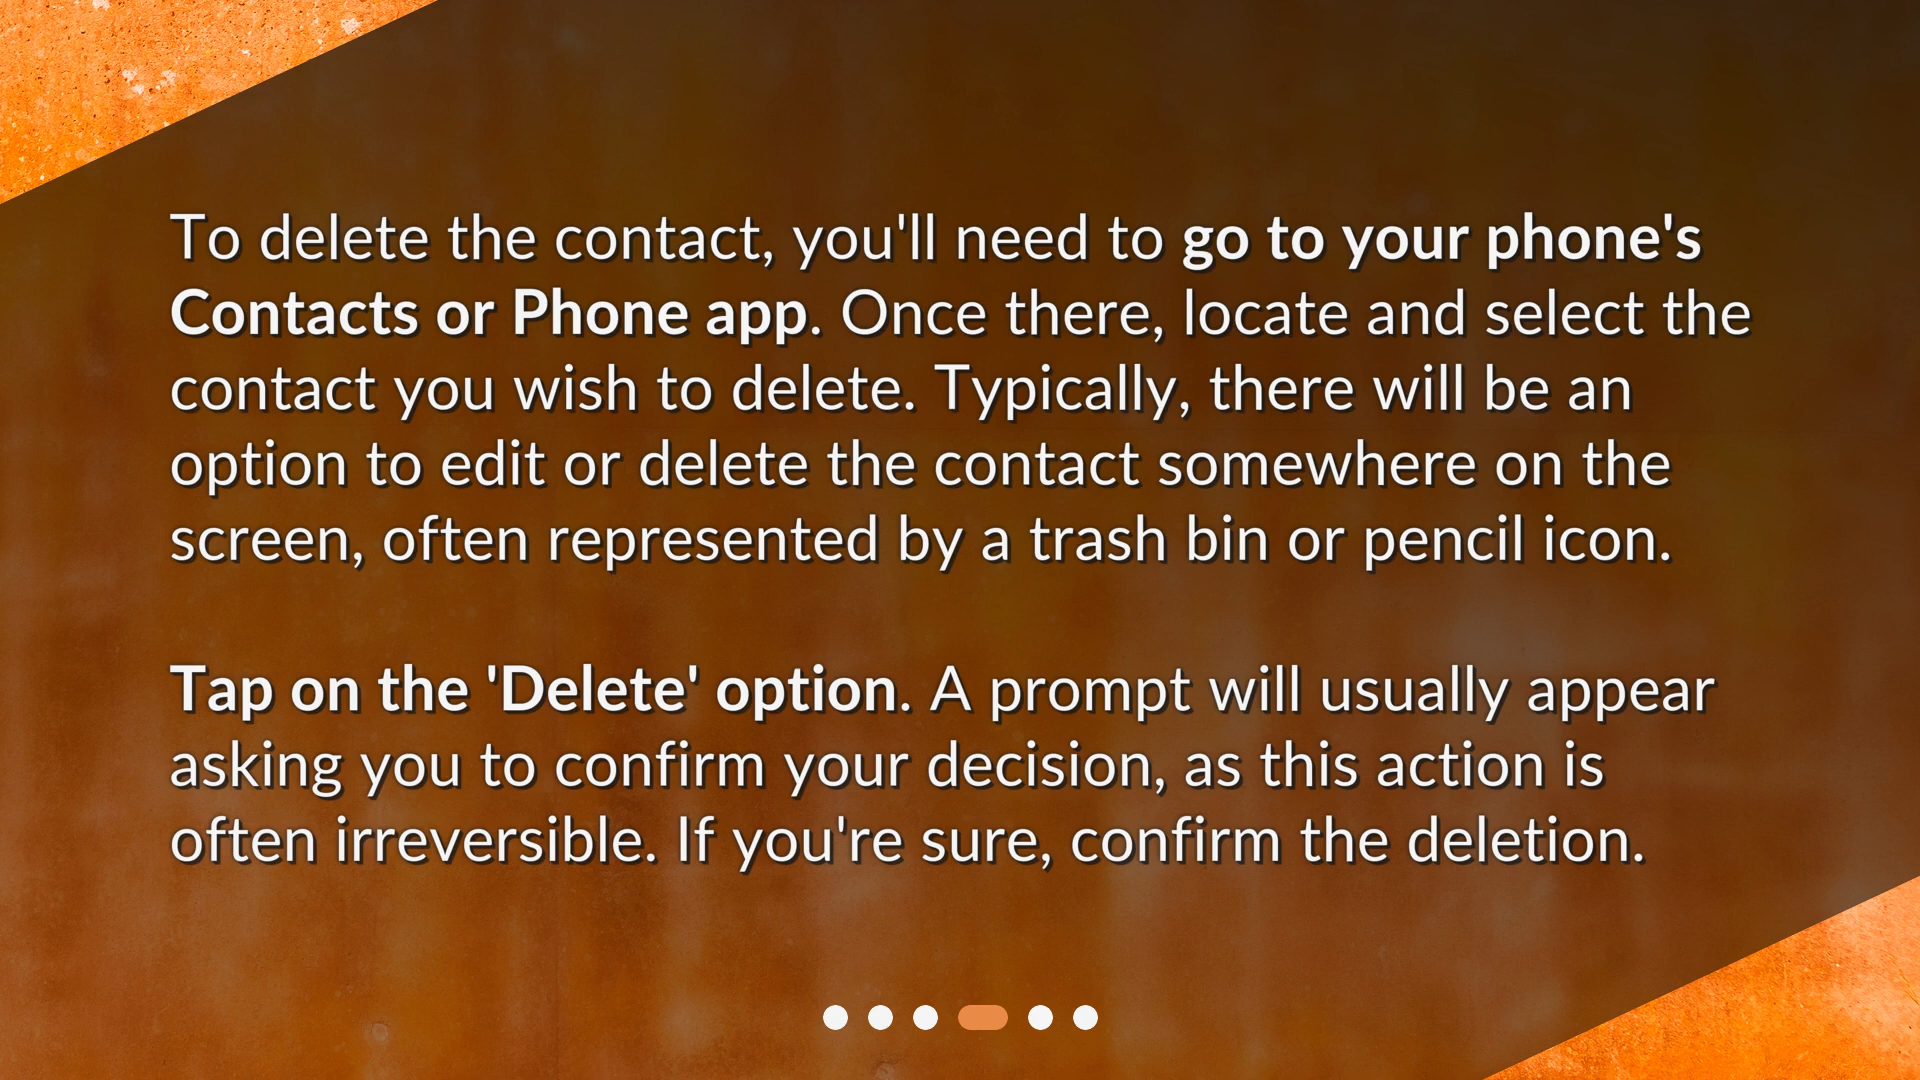 To delete the contact, you'll need to go to your phone's
Contacts or Phone app. Once there, locate and select the
contact you wish to delete. Typically, there will be an
option to edit or delete the contact somewhere on the
screen, often represented by a trash bin or pencil icon.
Tap on the 'Delete' option. A prompt will usually appear
asking you to confirm your decision, as this action is
often irreversible. If you're sure, confirm the deletion.